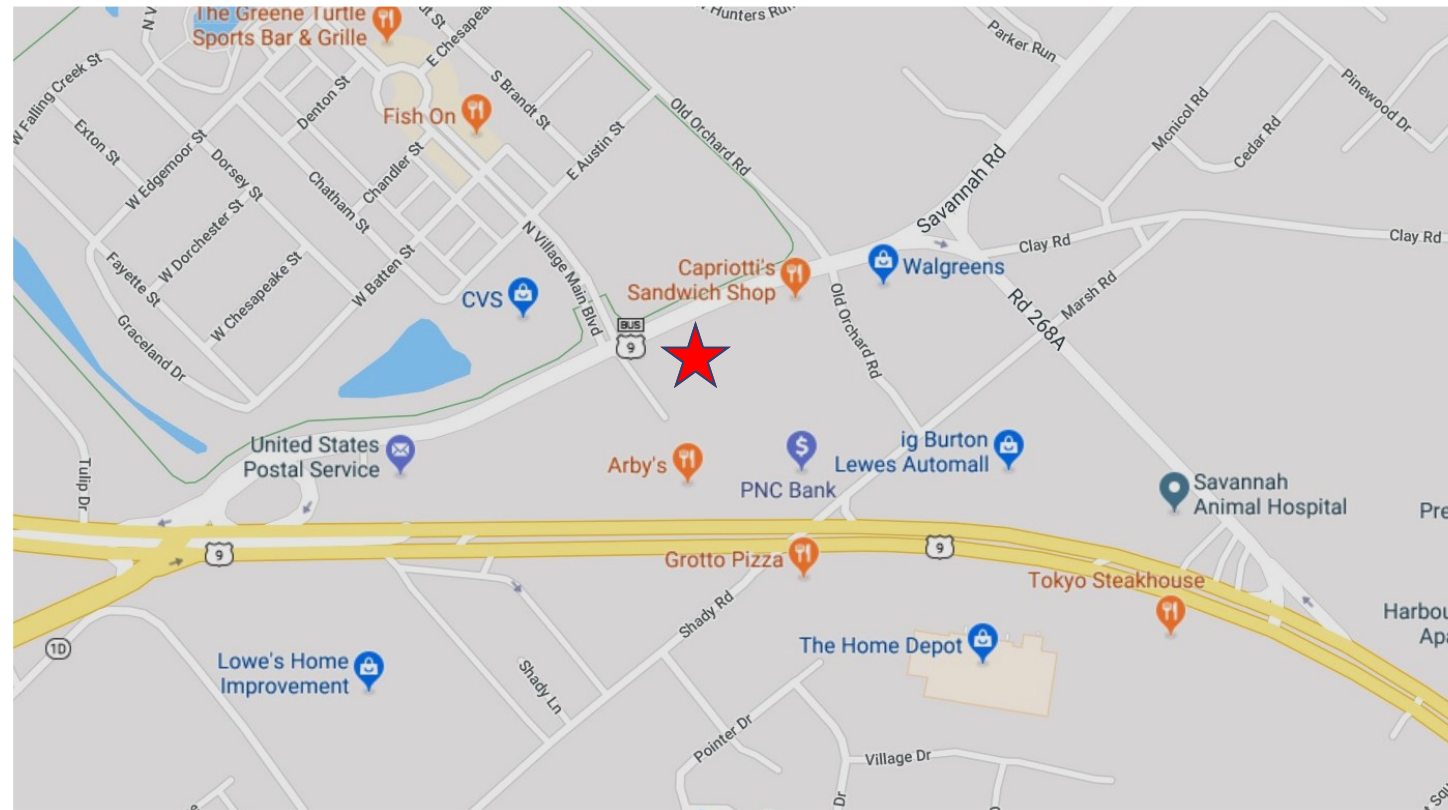 The Greene Turtle
Sports Bar & Grille
E Chesapeake
Hunters Run
Parker Run
W Falling Creek St
Denton St
S Brandt St
Fish On
Old Orchard Rd
Pinewood Dr
Mcnicol Rd
Cedar Rd
Exton St
W Edgemoor St
Dorsey St
Chandler St
E Austin St
Chatham St
W Dorchester St
Savannah Rd
N Village Main Blvd
Clay Rd
Clay Rd
Fayette St
W Chesapeake St
W Batten St
CVS
Capriotti's
Sandwich Shop
Walgreens
Marsh Rd
Rd 268A
Old Orchard Rd
BUS
9
Graceland Dr
United States
Postal Service
Arby's
PNC Bank
ig Burton
Lewes Automall
Savannah
Animal Hospital
Pre
Tulip Dr
9
9
Grotto Pizza
Tokyo Steakhouse
Shady Rd
Harbou
Apa
1D
Lowe's Home
Improvement
The Home Depot
Shady Ln
Pointer Dr
Village Dr
Dr